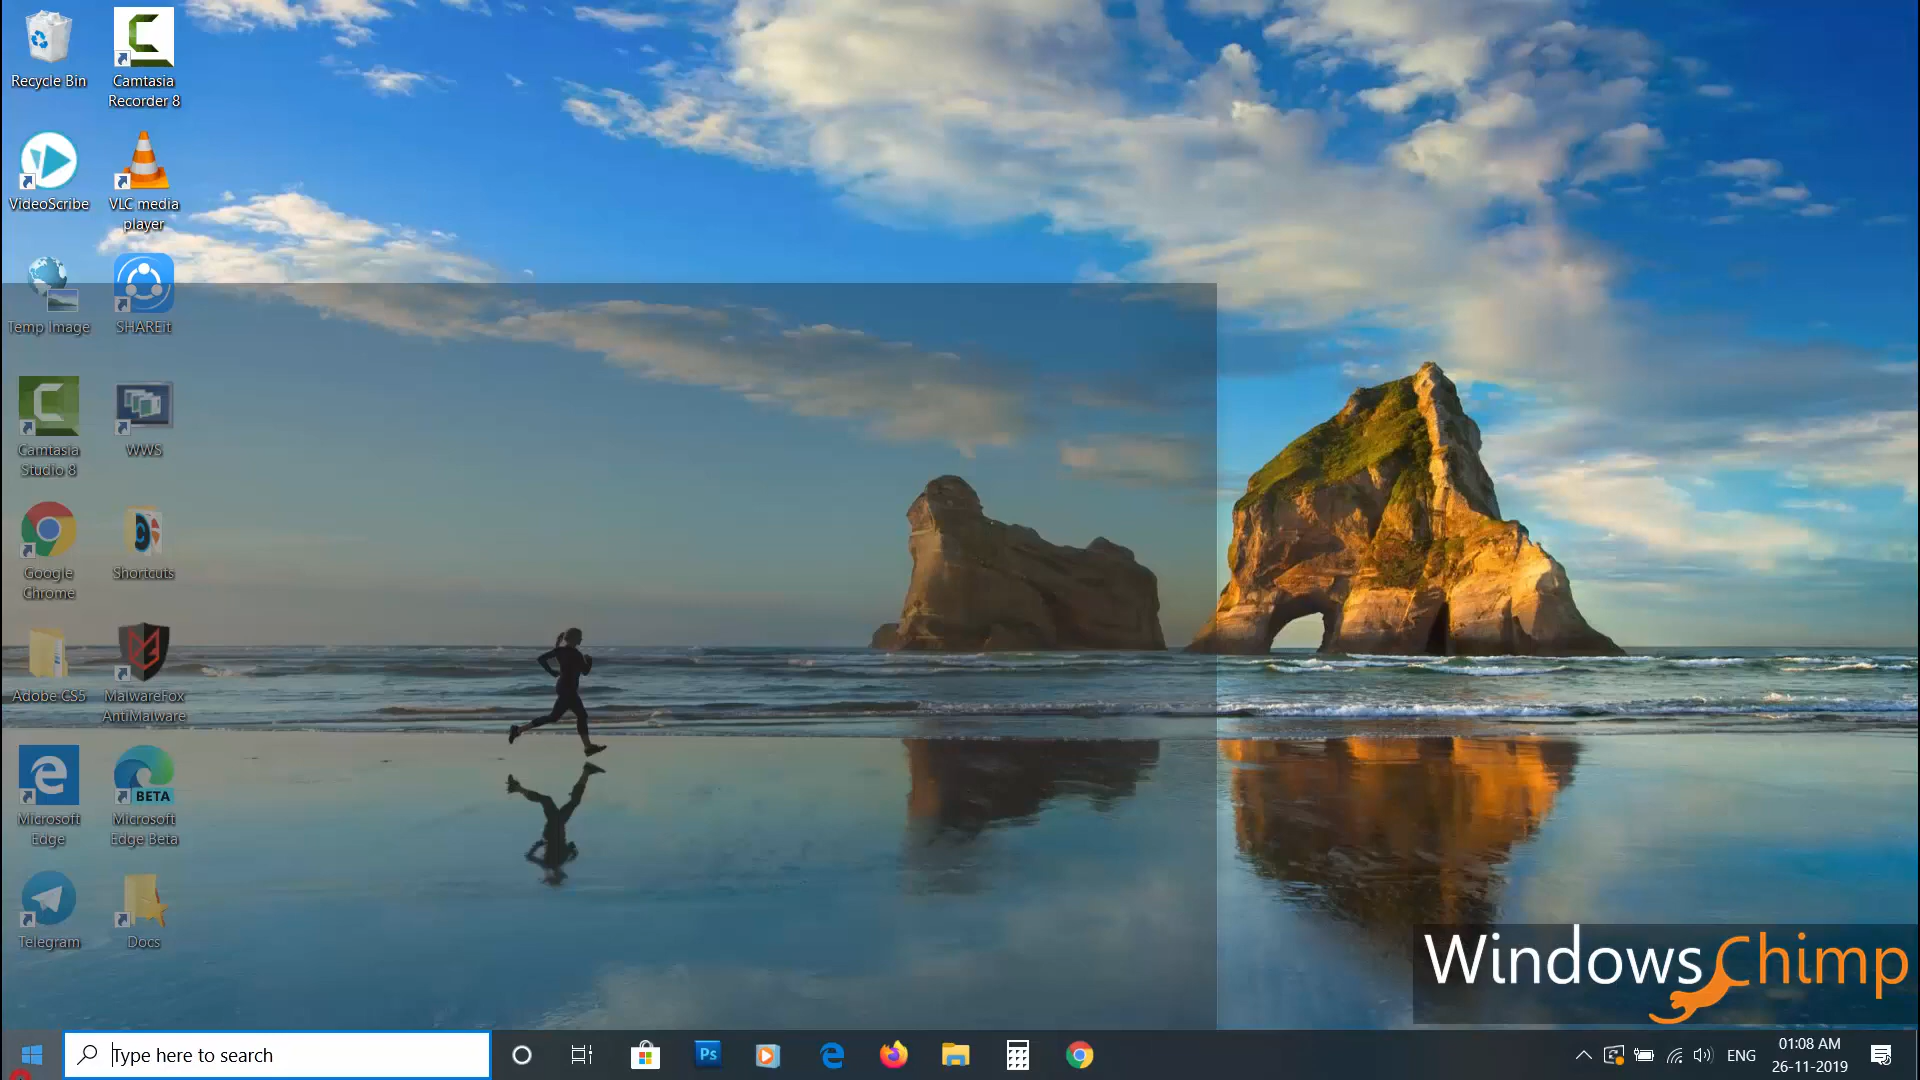 Recycle Bin
Camtasia
Recorder 8
VideoScribe
VLC media
player
Temp Image
SHAREit
Camtasia
Studio 8
WWS
Google
Chrome
Shortcuts
Adobe CS5
MalwareFox
AntiMalware
Microsoft
Edge
BETA
Microsoft
Edge Beta
Telegram
Docs
WindowsChimp
Type here to search
Ps
ENG
01:08 AM
26-11-2019